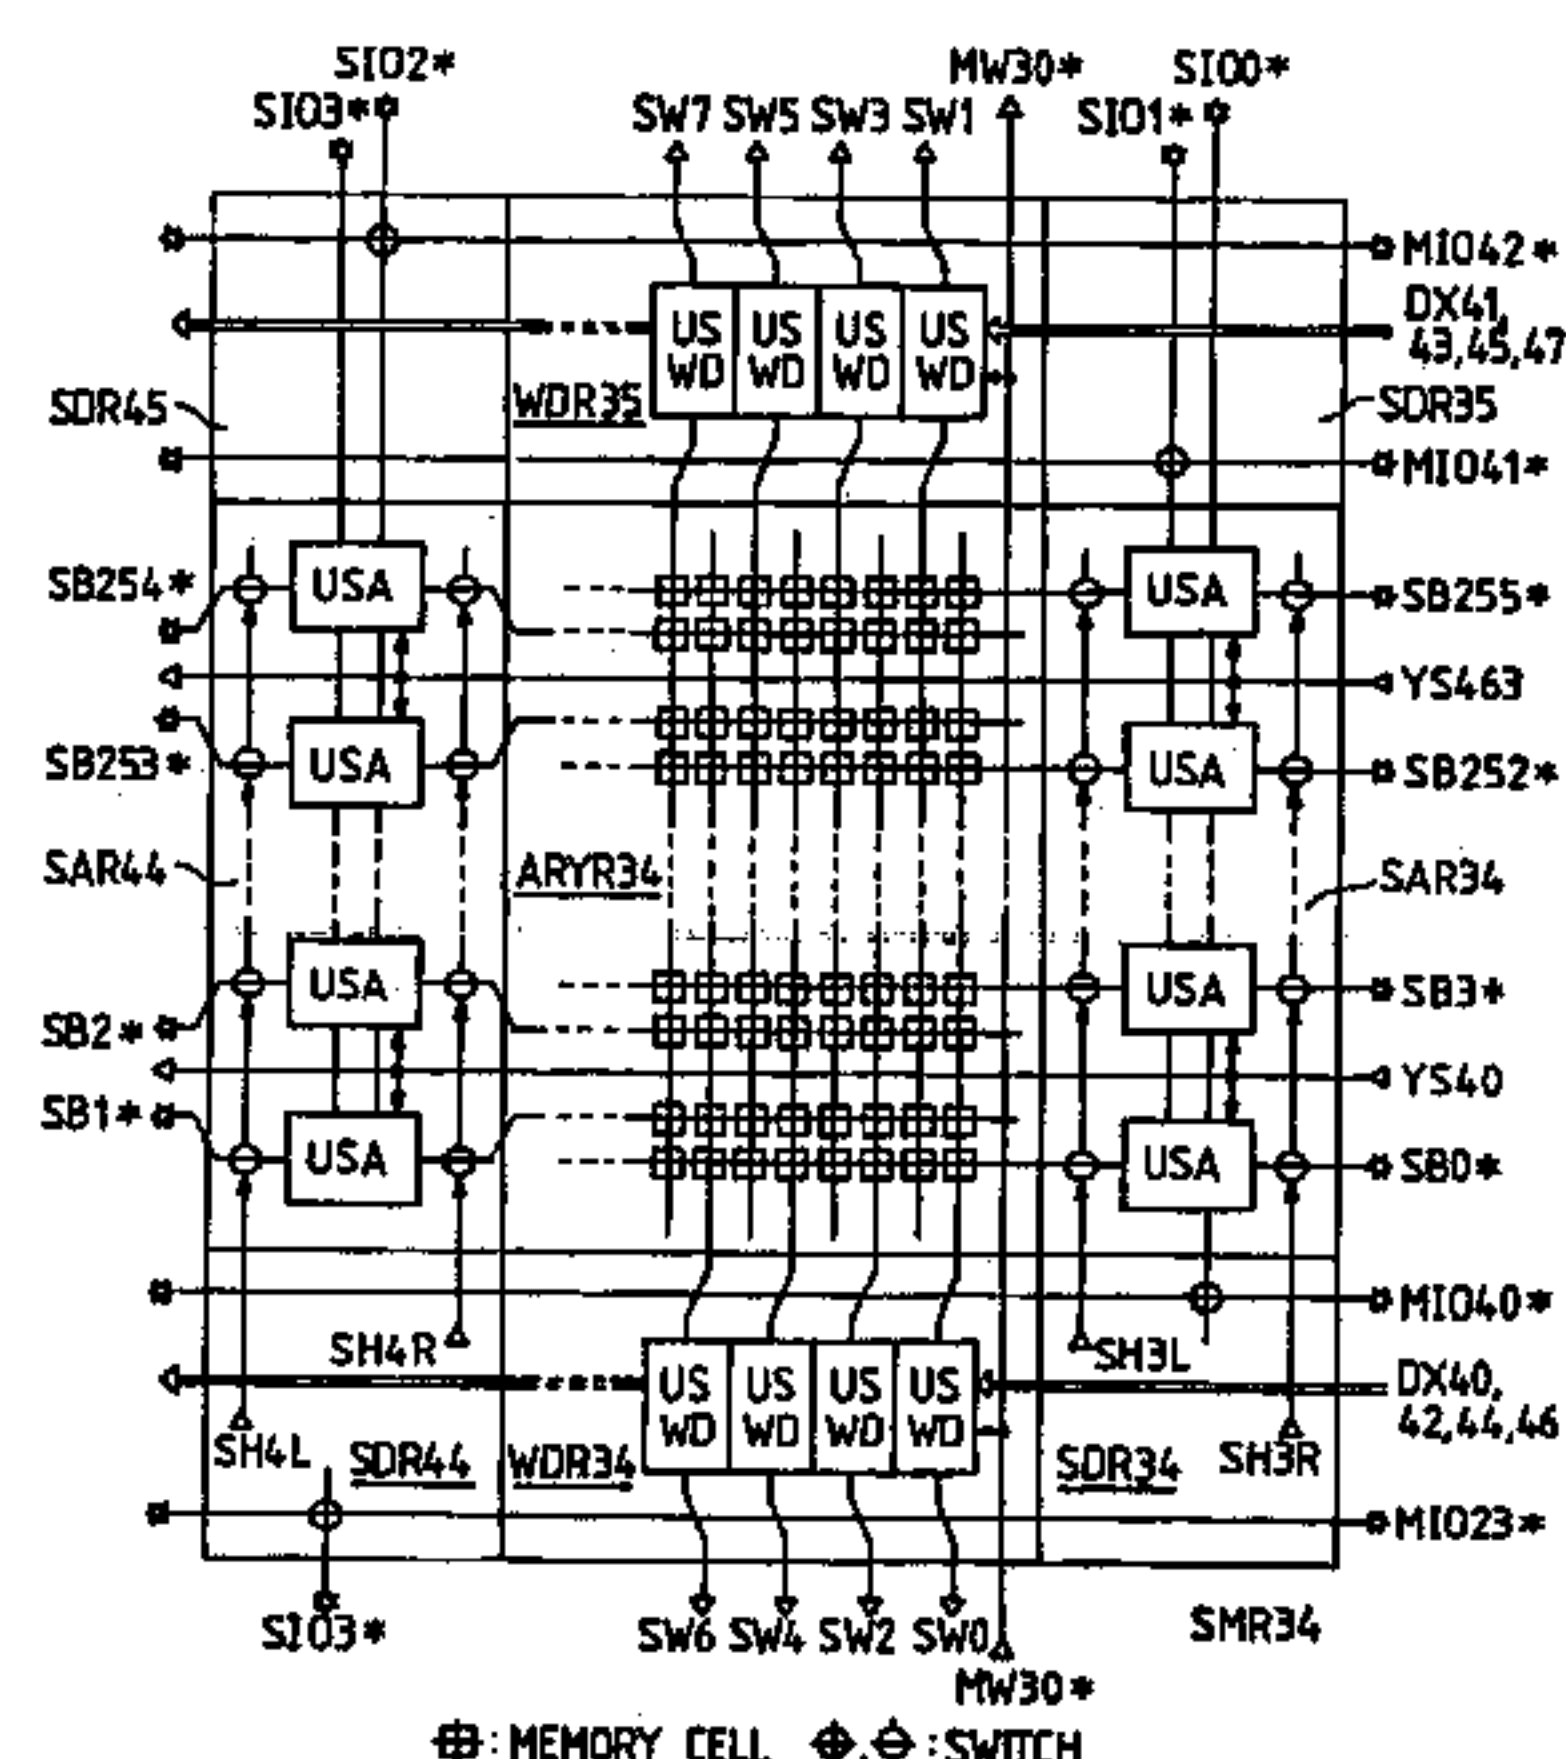 SIO2*
MW30*
SIO0*
SIO3*
SW7 SW5 SW3 SW1
SIO1*
MIO42*
US WD
US WD
US WD
US WD
DX41,
43,45,47
SDR45
WDR35
SDR35
MIO41*
SB254*
USA
USA
SB255*
YS463
SB253*
USA
USA
SB252*
SAR44
ARYR34
SAR34
USA
USA
SB3*
SB2*
YS40
SB1*
USA
USA
SB0*
MIO40*
SH4R
SH3L
US WD
US WD
US WD
US WD
DX40,
42,44,46
SH4L
SDR44
WDR34
SDR34
SH3R
MIO23*
SIO3*
SW6 SW4 SW2 SW0
SMR34
MW30*
: MEMORY CELL
, : SWITCH